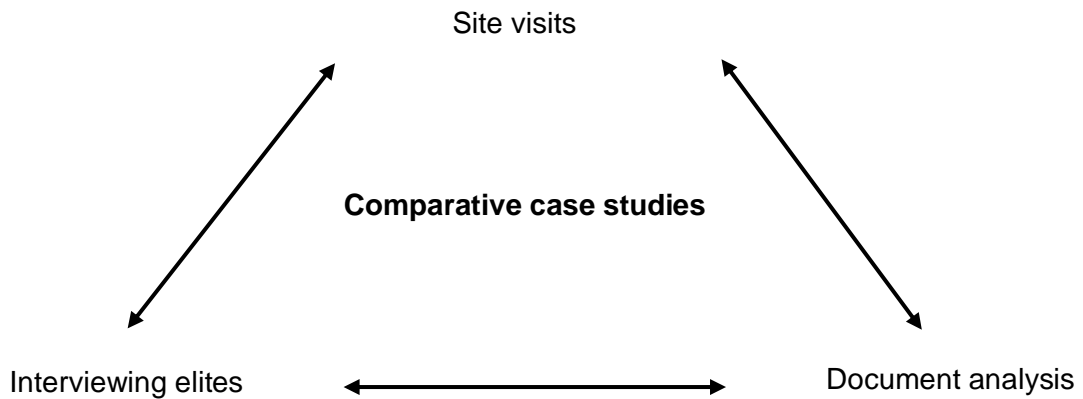 Site visits
Comparative case studies
Interviewing elites
Document analysis